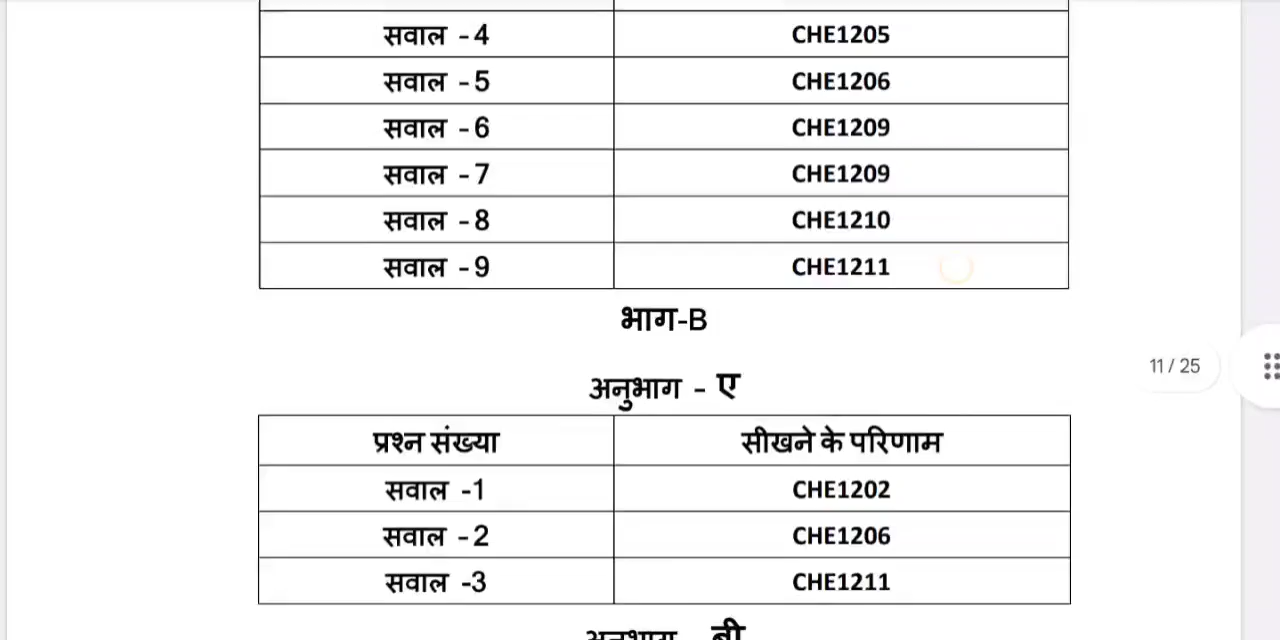 सवाल - 4 CHE1205
सवाल - 5 CHE1206
सवाल - 6 CHE1209
सवाल - 7 CHE1209
सवाल - 8 CHE1210
सवाल - 9 CHE1211
भाग-B
11 / 25
अनुभाग - ए
प्रश्न संख्या सीखने के परिणाम
सवाल -1 CHE1202
सवाल - 2 CHE1206
सवाल -3 CHE1211
अनुभाग बी